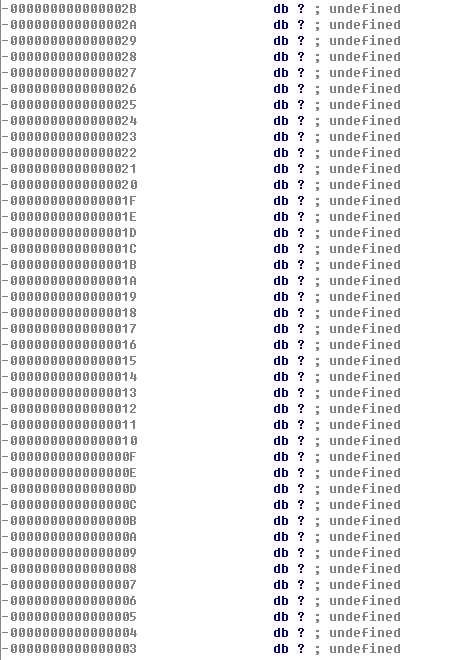 -000000000000002B db ? ; undefined
-000000000000002A db ? ; undefined
-0000000000000029 db ? ; undefined
-0000000000000028 db ? ; undefined
-0000000000000027 db ? ; undefined
-0000000000000026 db ? ; undefined
-0000000000000025 db ? ; undefined
-0000000000000024 db ? ; undefined
-0000000000000023 db ? ; undefined
-0000000000000022 db ? ; undefined
-0000000000000021 db ? ; undefined
-0000000000000020 db ? ; undefined
-000000000000001F db ? ; undefined
-000000000000001E db ? ; undefined
-000000000000001D db ? ; undefined
-000000000000001C db ? ; undefined
-000000000000001B db ? ; undefined
-000000000000001A db ? ; undefined
-0000000000000019 db ? ; undefined
-0000000000000018 db ? ; undefined
-0000000000000017 db ? ; undefined
-0000000000000016 db ? ; undefined
-0000000000000015 db ? ; undefined
-0000000000000014 db ? ; undefined
-0000000000000013 db ? ; undefined
-0000000000000012 db ? ; undefined
-0000000000000011 db ? ; undefined
-0000000000000010 db ? ; undefined
-000000000000000F db ? ; undefined
-000000000000000E db ? ; undefined
-000000000000000D db ? ; undefined
-000000000000000C db ? ; undefined
-000000000000000B db ? ; undefined
-000000000000000A db ? ; undefined
-0000000000000009 db ? ; undefined
-0000000000000008 db ? ; undefined
-0000000000000007 db ? ; undefined
-0000000000000006 db ? ; undefined
-0000000000000005 db ? ; undefined
-0000000000000004 db ? ; undefined
-0000000000000003 db ? ; undefined